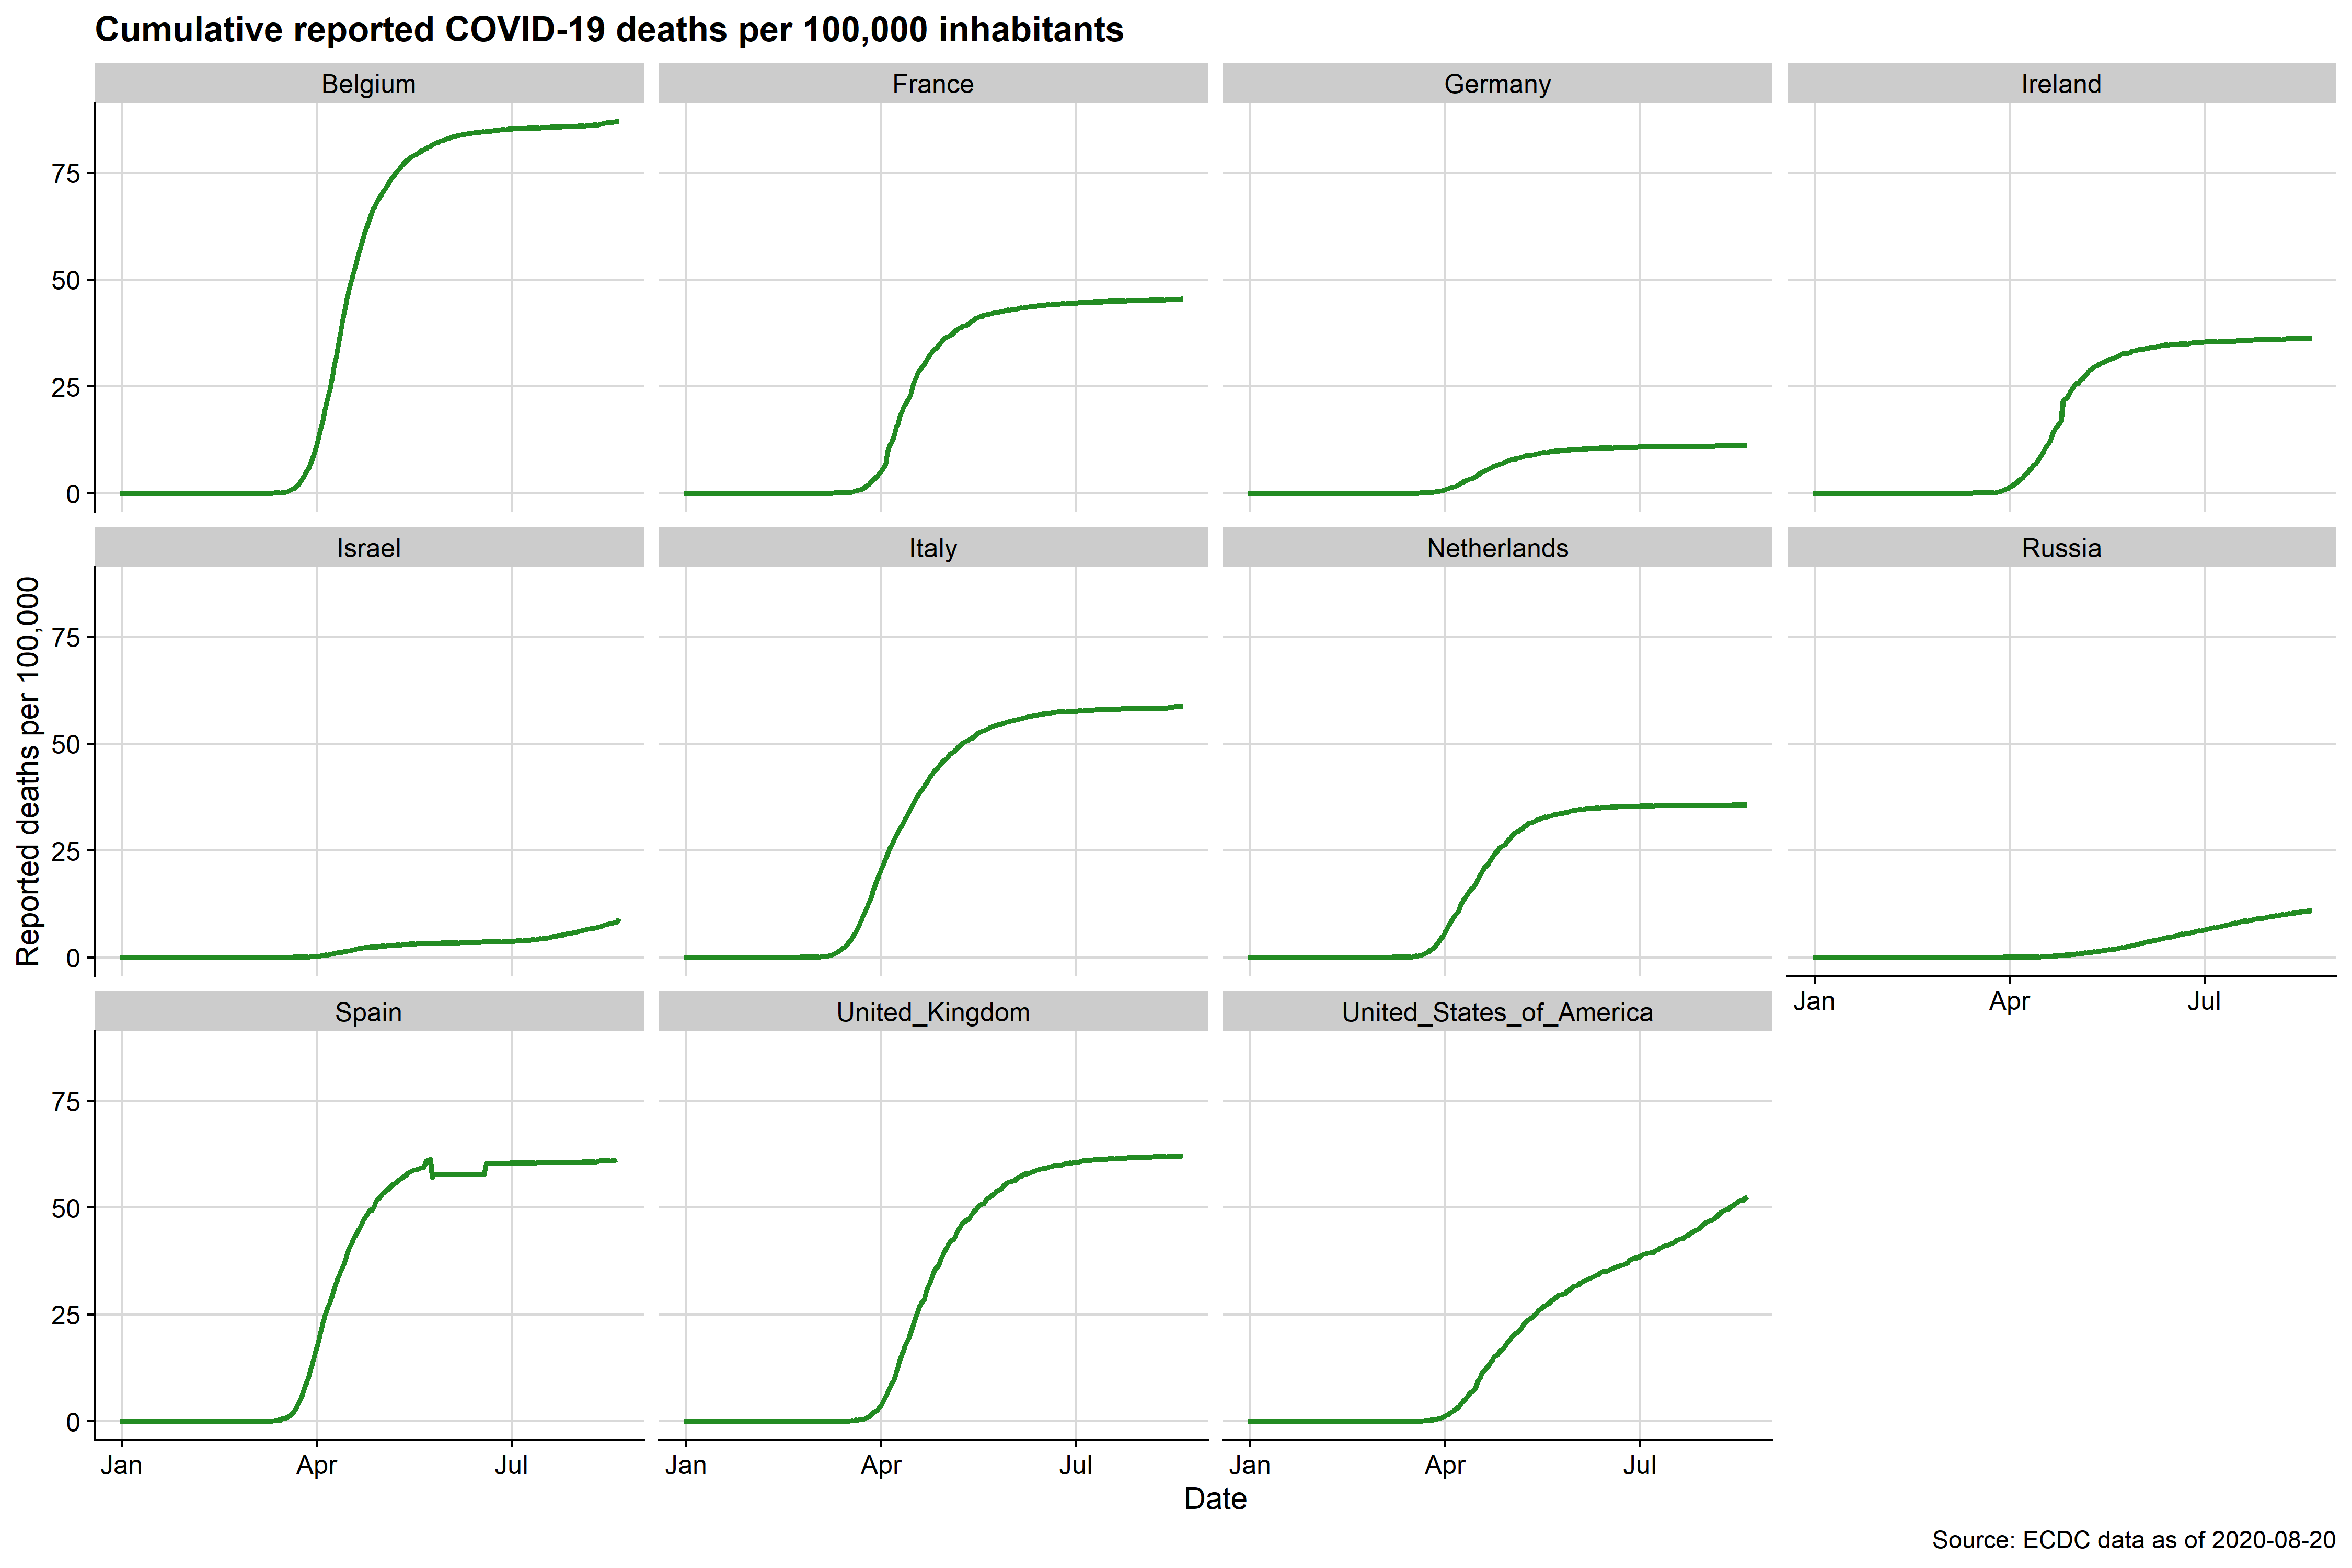 Cumulative reported COVID-19 deaths per 100,000 inhabitants
Belgium
France
Germany
Ireland
75
50
25
0
Israel
Italy
Netherlands
Russia
75
50
25
0
Jan
Apr
Jul
Spain
United_Kingdom
United_States_of_America
75
50
25
0
Jan
Apr
Jul
Jan
Apr
Jul
Jan
Apr
Jul
Reported deaths per 100,000
Date
Source: ECDC data as of 2020-08-20